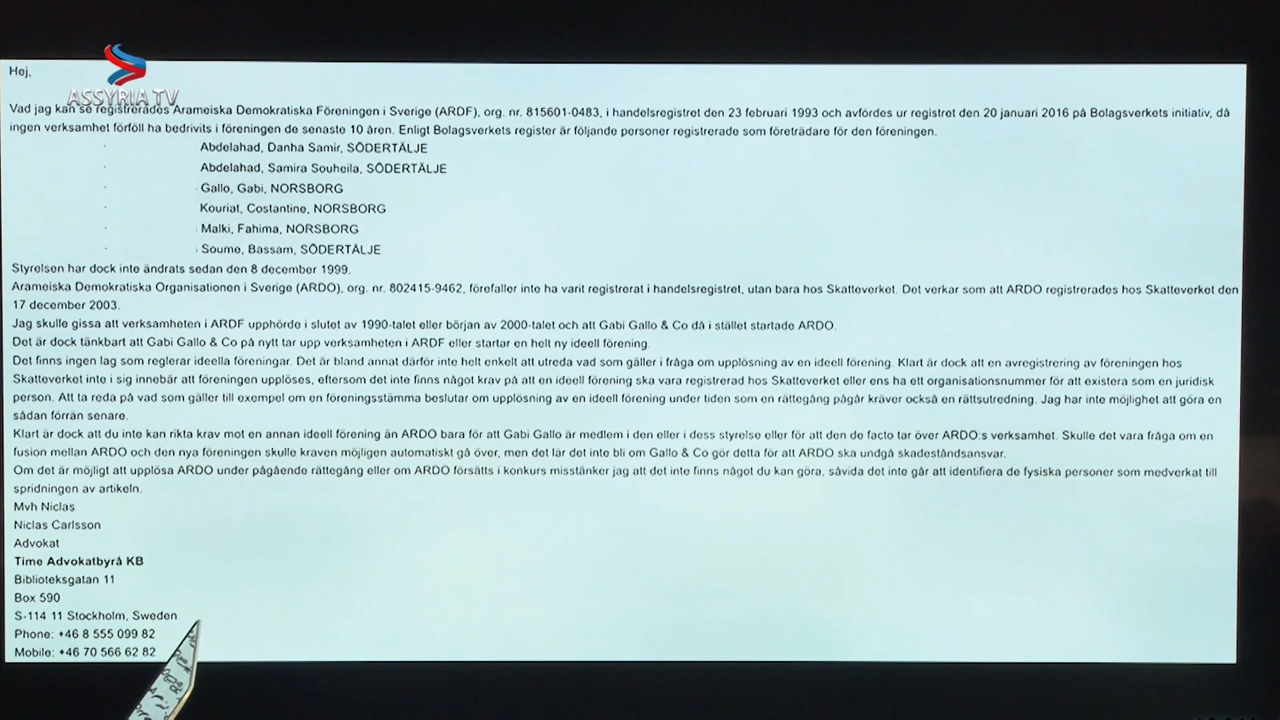 ASSYRIA TV
Hej,
Vad jag kan se registrerades Arameiska Demokratiska Föreningen i Sverige (ARDF), org. nr. 815601-0483, i handelsregistret den 23 februari 1993 och avfördes ur registret den 20 januari 2016 på Bolagsverkets initiativ, då
ingen verksamhet förföll ha bedrivits i föreningen de senaste 10 åren. Enligt Bolagsverkets register är följande personer registrerade som företrädare för den föreningen.
· Abdelahad, Danha Samir, SÖDERTÄLJE
· Abdelahad, Samira Souheila, SÖDERTÄLJE
· Gallo, Gabi, NORSBORG
· Kouriat, Costantine, NORSBORG
· Malki, Fahima, NORSBORG
· Soume, Bassam, SÖDERTÄLJE
Styrelsen har dock inte ändrats sedan den 8 december 1999.
Arameiska Demokratiska Organisationen i Sverige (ARDO), org. nr. 802415-9462, förefaller inte ha varit registrerat i handelsregistret, utan bara hos Skatteverket. Det verkar som att ARDO registrerades hos Skatteverket den
17 december 2003.
Jag skulle gissa att verksamheten i ARDF upphörde i slutet av 1990-talet eller början av 2000-talet och att Gabi Gallo & Co då i stället startade ARDO.
Det är dock tänkbart att Gabi Gallo & Co på nytt tar upp verksamheten i ARDF eller startar en helt ny ideell förening.
Det finns ingen lag som reglerar ideella föreningar. Det är bland annat därför inte helt enkelt att utreda vad som gäller i fråga om upplösning av en ideell förening. Klart är dock att en avregistrering av föreningen hos
Skatteverket inte i sig innebär att föreningen upplöses, eftersom det inte finns något krav på att en ideell förening ska vara registrerad hos Skatteverket eller ens ha ett organisationsnummer för att existera som en juridisk
person. Att ta reda på vad som gäller till exempel om en föreningsstämma beslutar om upplösning av en ideell förening under tiden som en rättegång pågår kräver också en rättsutredning. Jag har inte möjlighet att göra en
sådan förrän senare.
Klart är dock att du inte kan rikta krav mot en annan ideell förening än ARDO bara för att Gabi Gallo är medlem i den eller i dess styrelse eller för att den de facto tar över ARDO:s verksamhet. Skulle det vara fråga om en
fusion mellan ARDO och den nya föreningen skulle kraven möjligen automatiskt gå över, men det lär det inte bli om Gallo & Co gör detta för att ARDO ska undgå skadeståndsansvar.
Om det är möjligt att upplösa ARDO under pågående rättegång eller om ARDO försätts i konkurs misstänker jag att det inte finns något du kan göra, såvida det inte går att identifiera de fysiska personer som medverkat till
spridningen av artikeln.
Mvh Niclas
Niclas Carlsson
Advokat
Time Advokatbyrå KB
Biblioteksgatan 11
Box 590
S-114 11 Stockholm, Sweden
Phone: +46 8 555 099 82
Mobile: +46 70 566 62 82